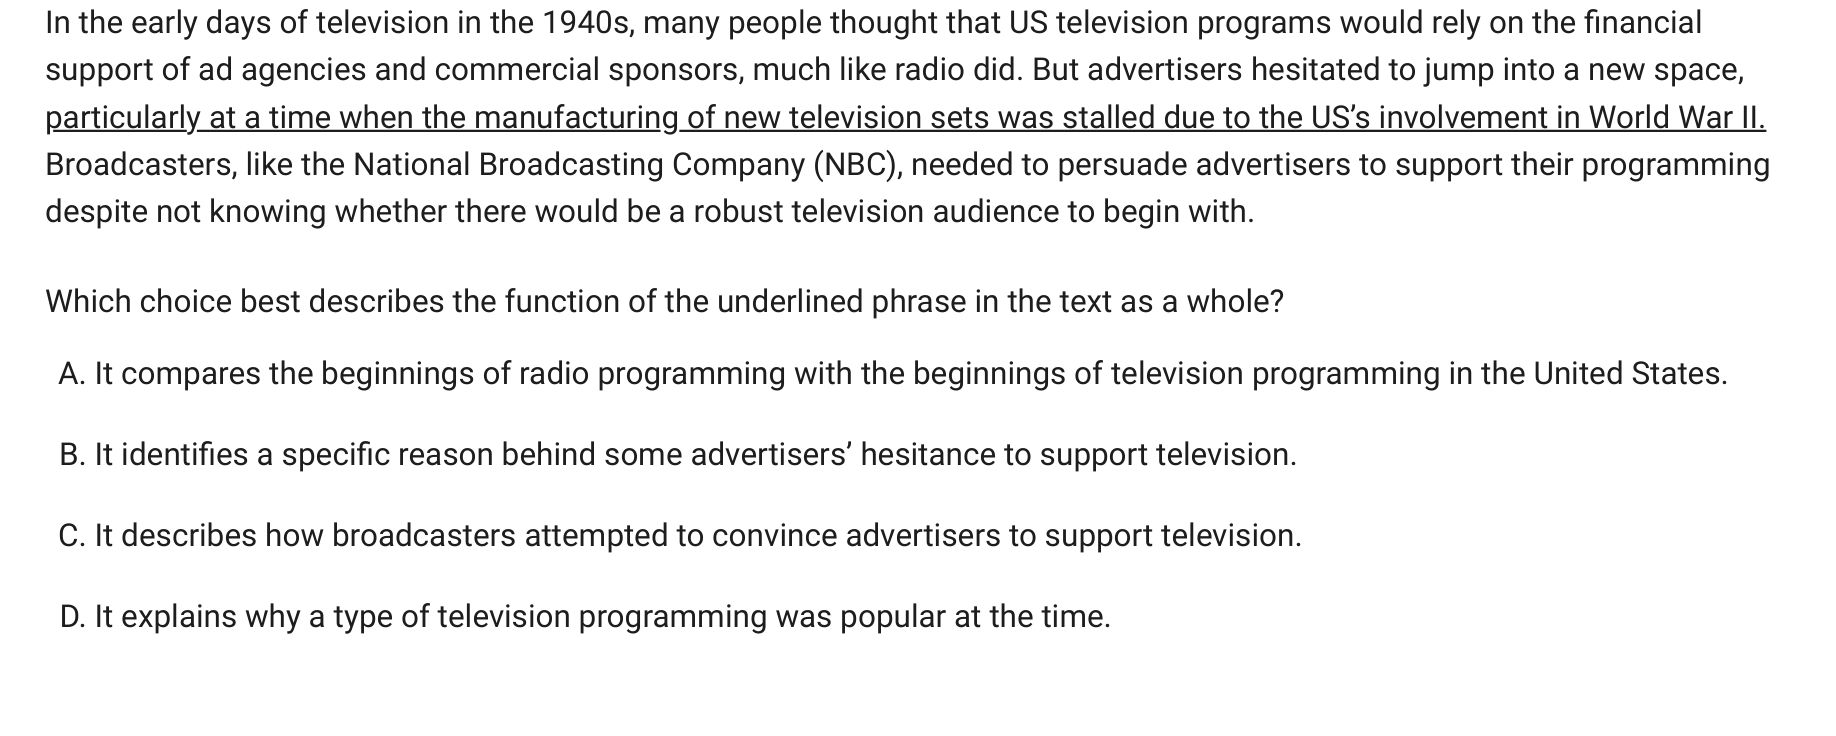 In the early days of television in the 1940s, many people thought that US television programs would rely on the financial
support of ad agencies and commercial sponsors, much like radio did. But advertisers hesitated to jump into a new space,
particularly at a time when the manufacturing of new television sets was stalled due to the US’s involvement in World War II.
Broadcasters, like the National Broadcasting Company (NBC), needed to persuade advertisers to support their programming
despite not knowing whether there would be a robust television audience to begin with.
Which choice best describes the function of the underlined phrase in the text as a whole?
A. It compares the beginnings of radio programming with the beginnings of television programming in the United States.
B. It identifies a specific reason behind some advertisers’ hesitance to support television.
C. It describes how broadcasters attempted to convince advertisers to support television.
D. It explains why a type of television programming was popular at the time.